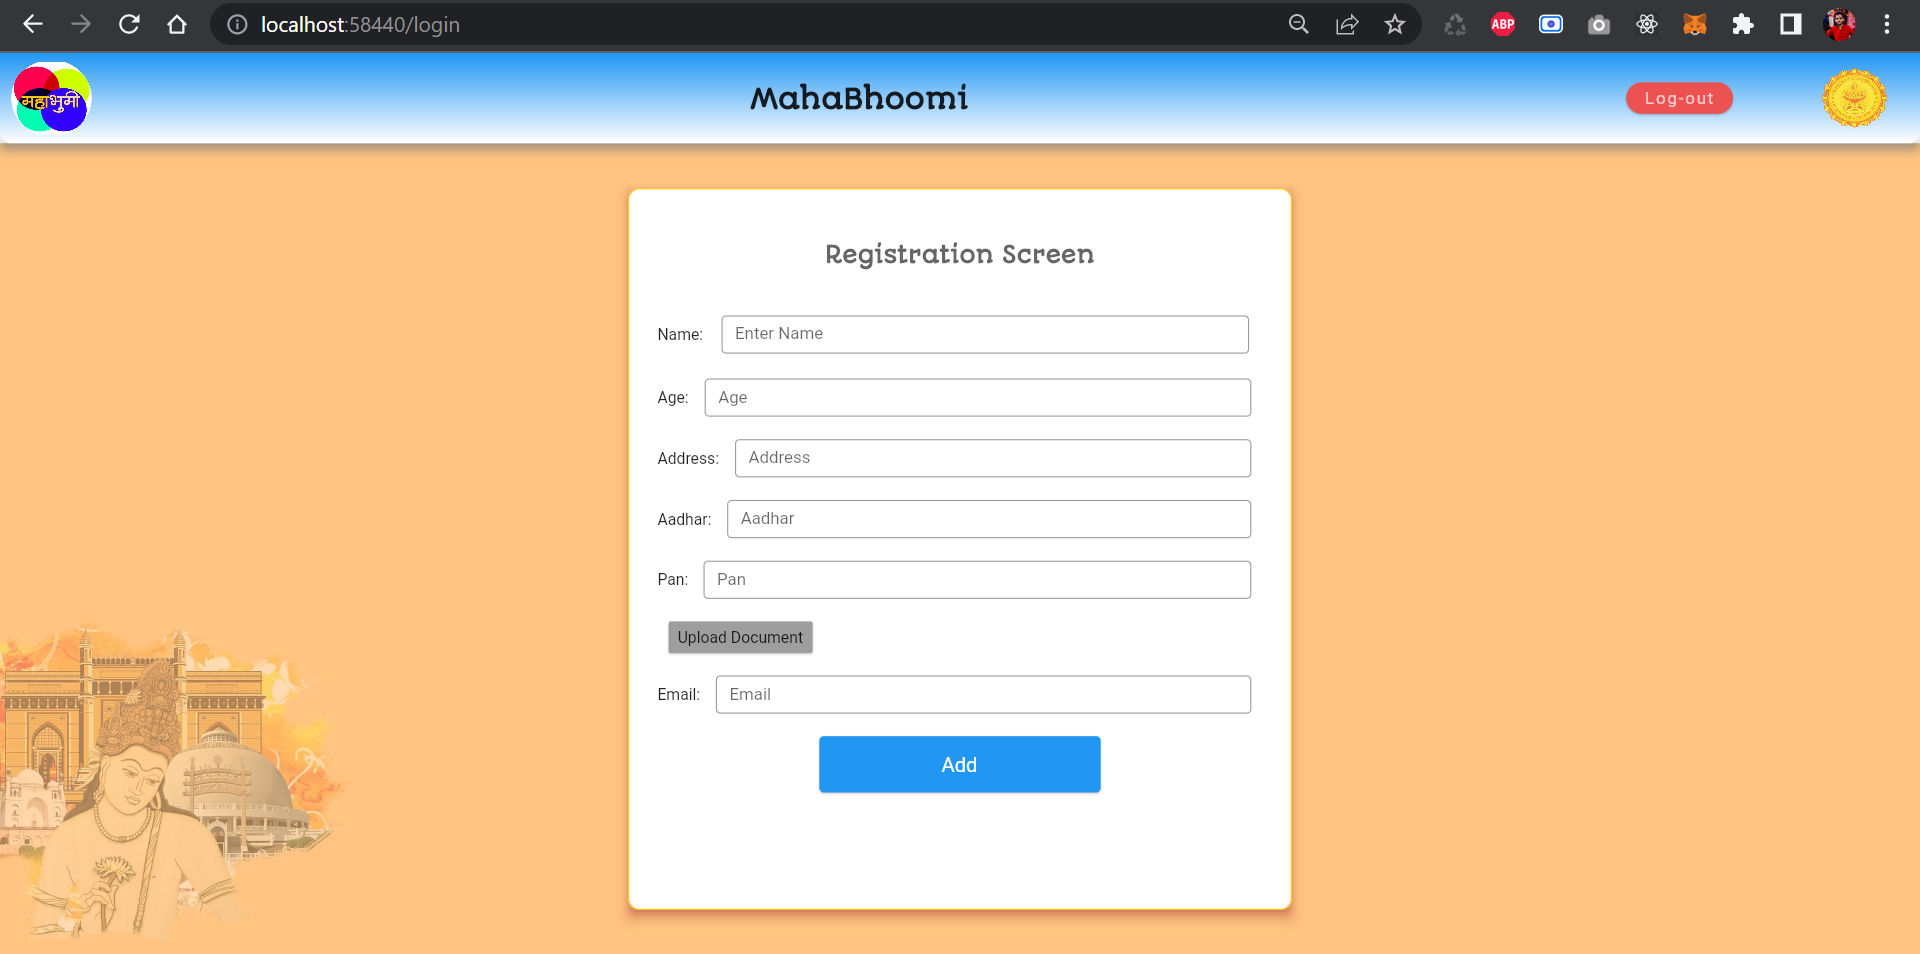 localhost:58440/login
ABP
महाभुमी
MahaBhoomi
Log-out
Registration Screen
Name: Enter Name
Age: Age
Address: Address
Aadhar: Aadhar
Pan: Pan
Upload Document
Email: Email
Add